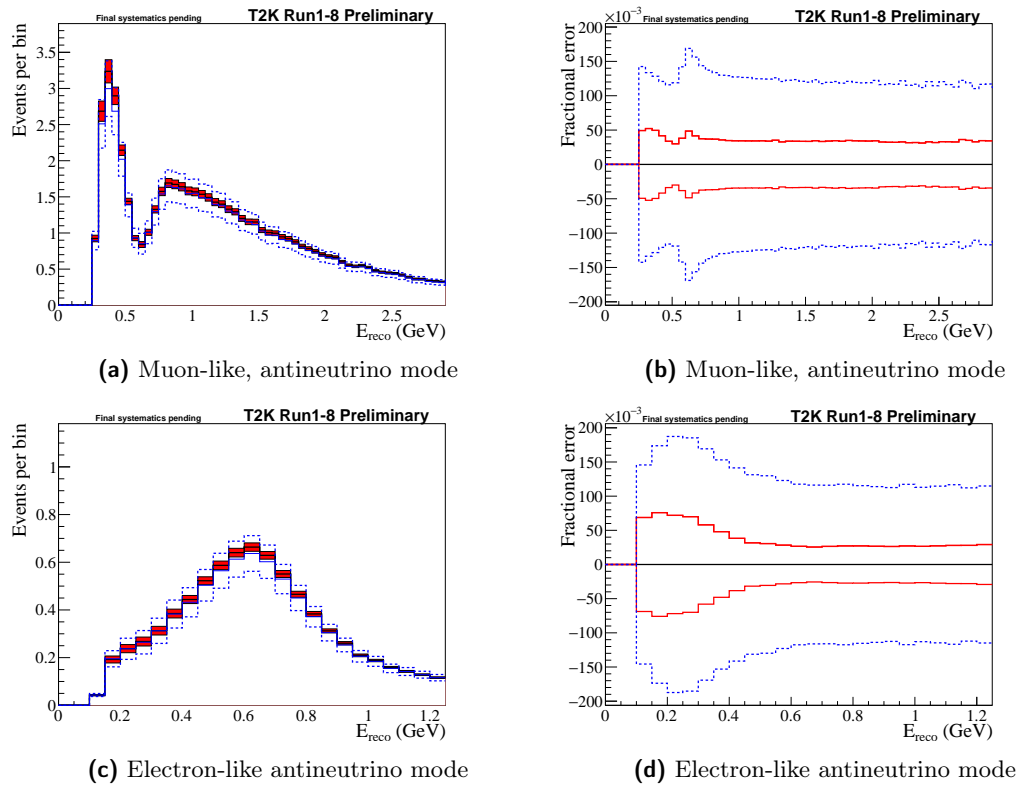 Final systematics pending T2K Run1-8 Preliminary
Events per bin
3.5
3
2.5
2
1.5
1
0.5
0
0 0.5 1 1.5 2 2.5
E_reco (GeV)
(a) Muon-like, antineutrino mode
×10⁻³ Final systematics pending T2K Run1-8 Preliminary
Fractional error
200
150
100
50
0
−50
−100
−150
−200
0 0.5 1 1.5 2 2.5
E_reco (GeV)
(b) Muon-like, antineutrino mode
Final systematics pending T2K Run1-8 Preliminary
Events per bin
1
0.8
0.6
0.4
0.2
0
0 0.2 0.4 0.6 0.8 1 1.2
E_reco (GeV)
(c) Electron-like antineutrino mode
×10⁻³ Final systematics pending T2K Run1-8 Preliminary
Fractional error
200
150
100
50
0
−50
−100
−150
−200
0 0.2 0.4 0.6 0.8 1 1.2
E_reco (GeV)
(d) Electron-like antineutrino mode